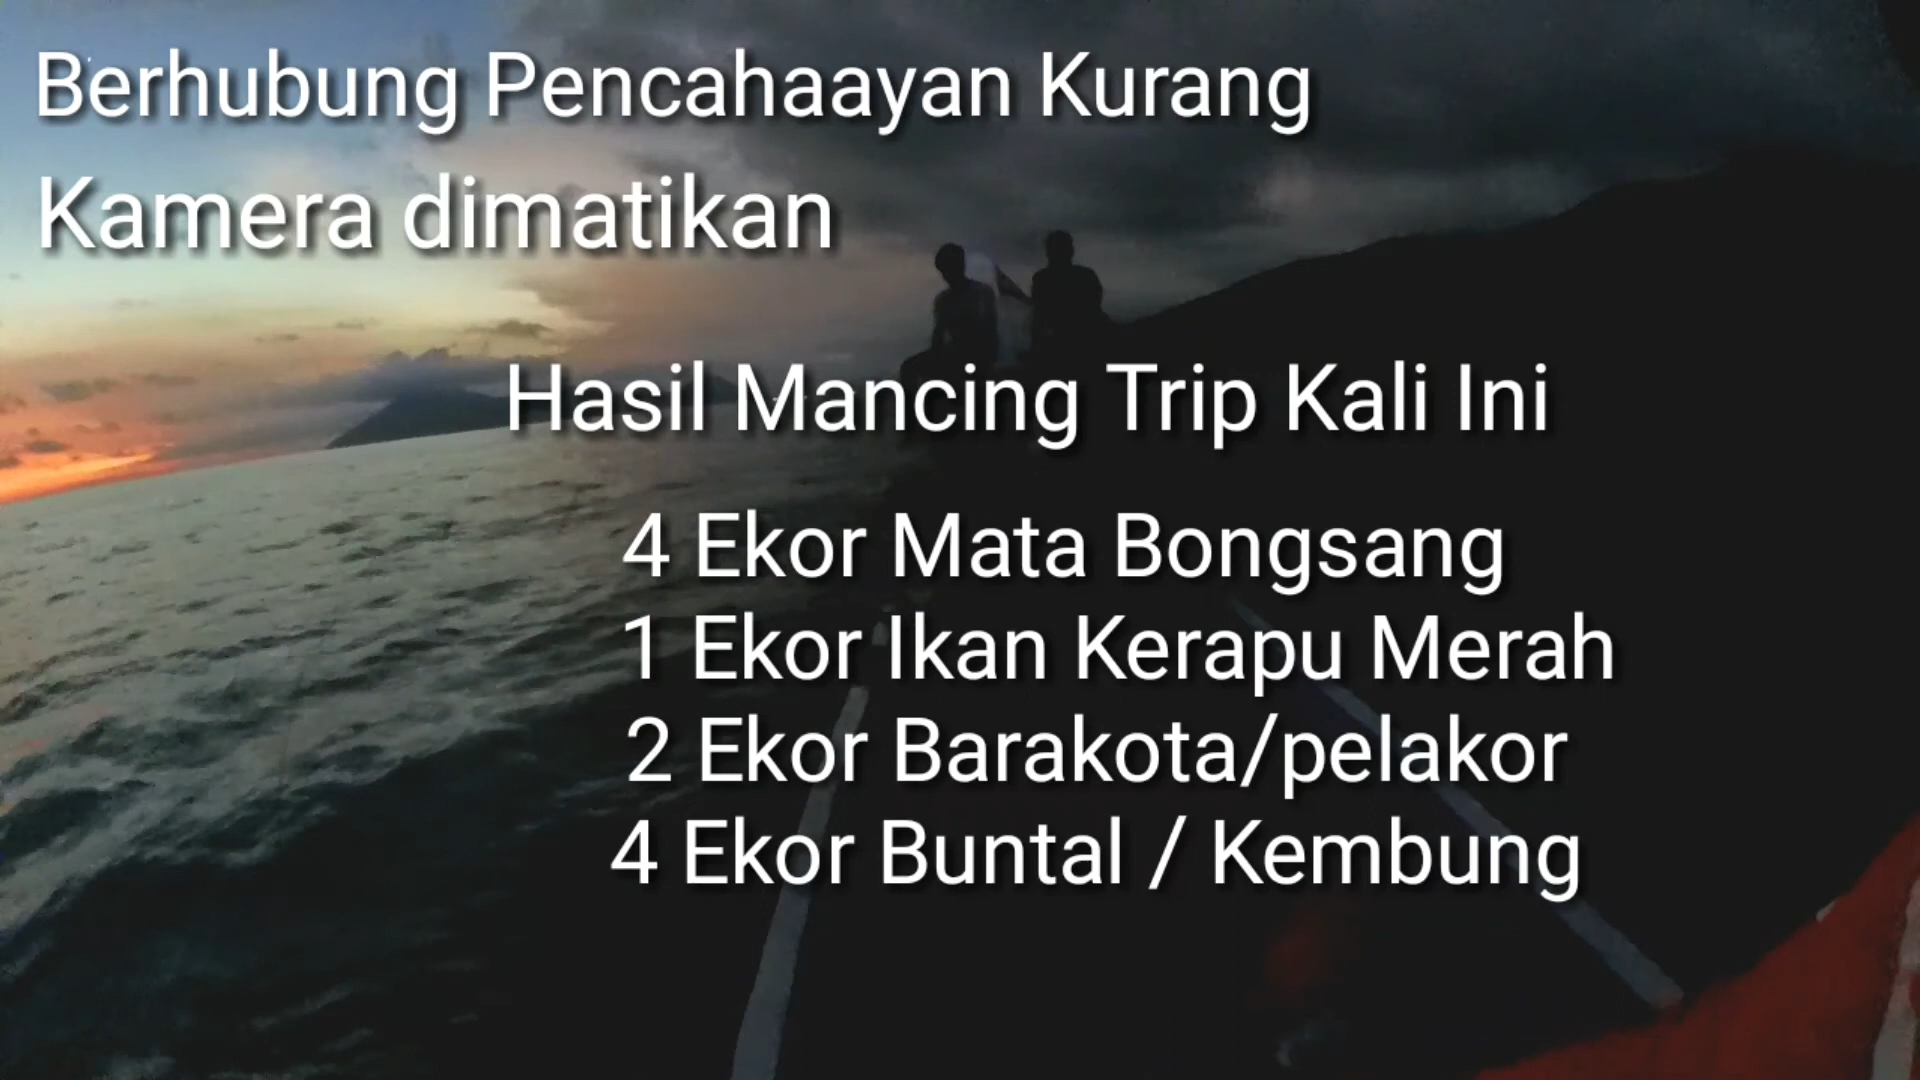 Berhubung Pencahaayan Kurang
Kamera dimatikan
Hasil Mancing Trip Kali Ini
4 Ekor Mata Bongsang
1 Ekor Ikan Kerapu Merah
2 Ekor Barakota/pelakor
4 Ekor Buntal / Kembung